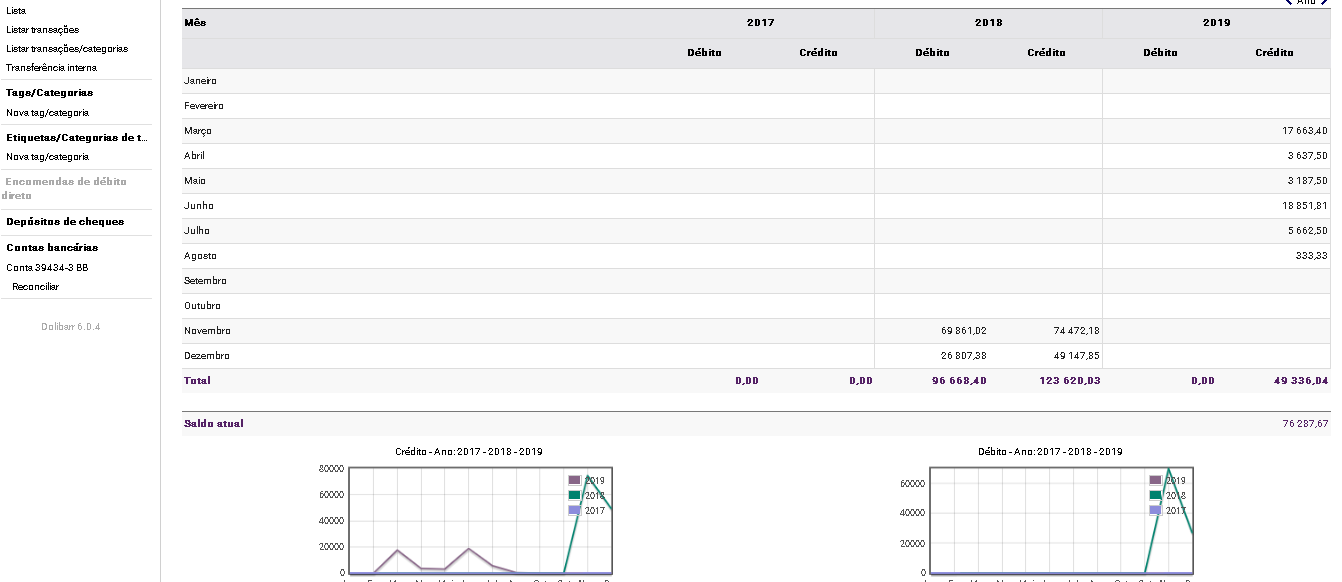 Lista
Listar transações
Listar transações/categorias
Transferência interna
Tags/Categorias
Nova tag/categoria
Etiquetas/Categorias de t...
Nova tag/categoria
Encomendas de débito
direto
Depósitos de cheques
Contas bancárias
Conta 39434-3 BB
Reconciliar
Dolibarr 6.0.4
Ano
Mês 2017 2018 2019
Débito Crédito Débito Crédito Débito Crédito
Janeiro
Fevereiro
Março 17 663,40
Abril 3 637,50
Maio 3 187,50
Junho 18 851,81
Julho 5 662,50
Agosto 333,33
Setembro
Outubro
Novembro 69 861,02 74 472,18
Dezembro 26 807,38 49 147,85
Total 0,00 0,00 96 668,40 123 620,03 0,00 49 336,04
Saldo atual 76 287,67
Crédito - Ano: 2017 - 2018 - 2019
80000
60000
40000
20000
0
2019
2018
2017
Débito - Ano: 2017 - 2018 - 2019
60000
40000
20000
0
2019
2018
2017